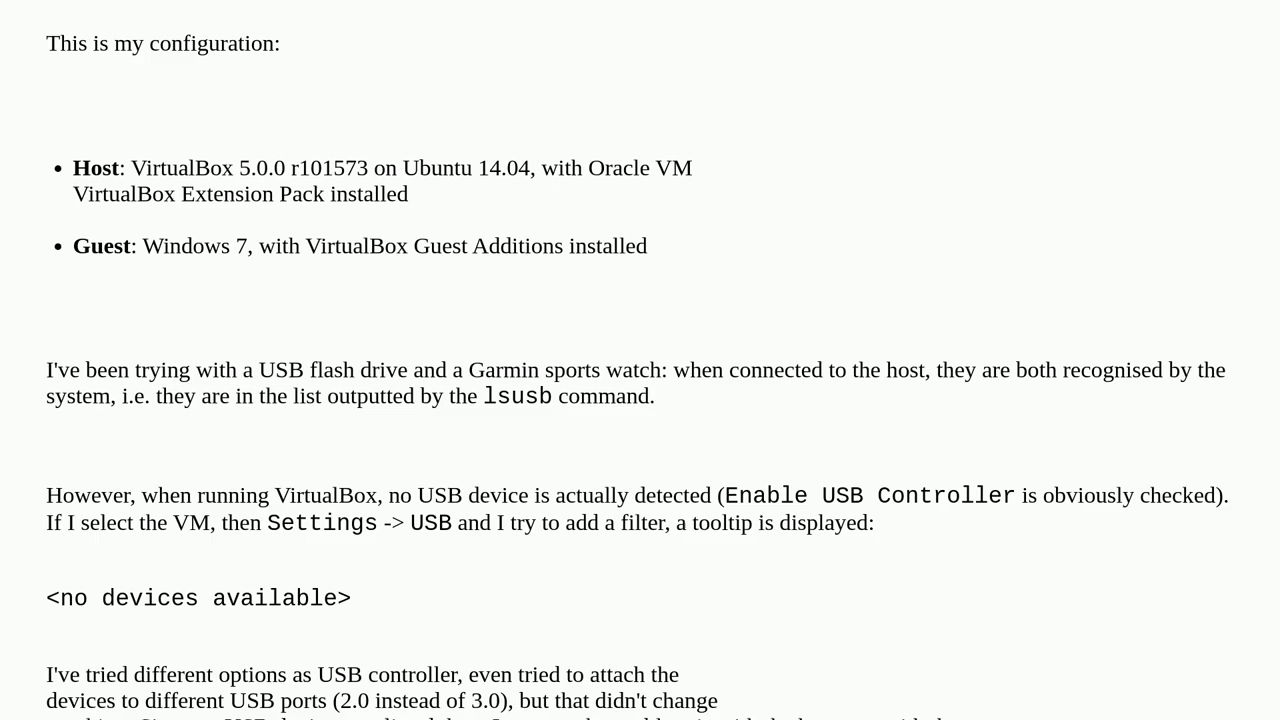 This is my configuration:
• Host: VirtualBox 5.0.0 r101573 on Ubuntu 14.04, with Oracle VM
VirtualBox Extension Pack installed
• Guest: Windows 7, with VirtualBox Guest Additions installed
I've been trying with a USB flash drive and a Garmin sports watch: when connected to the host, they are both recognised by the
system, i.e. they are in the list outputted by the lsusb command.
However, when running VirtualBox, no USB device is actually detected (Enable USB Controller is obviously checked).
If I select the VM, then Settings -> USB and I try to add a filter, a tooltip is displayed:
<no devices available>
I've tried different options as USB controller, even tried to attach the
devices to different USB ports (2.0 instead of 3.0), but that didn't change